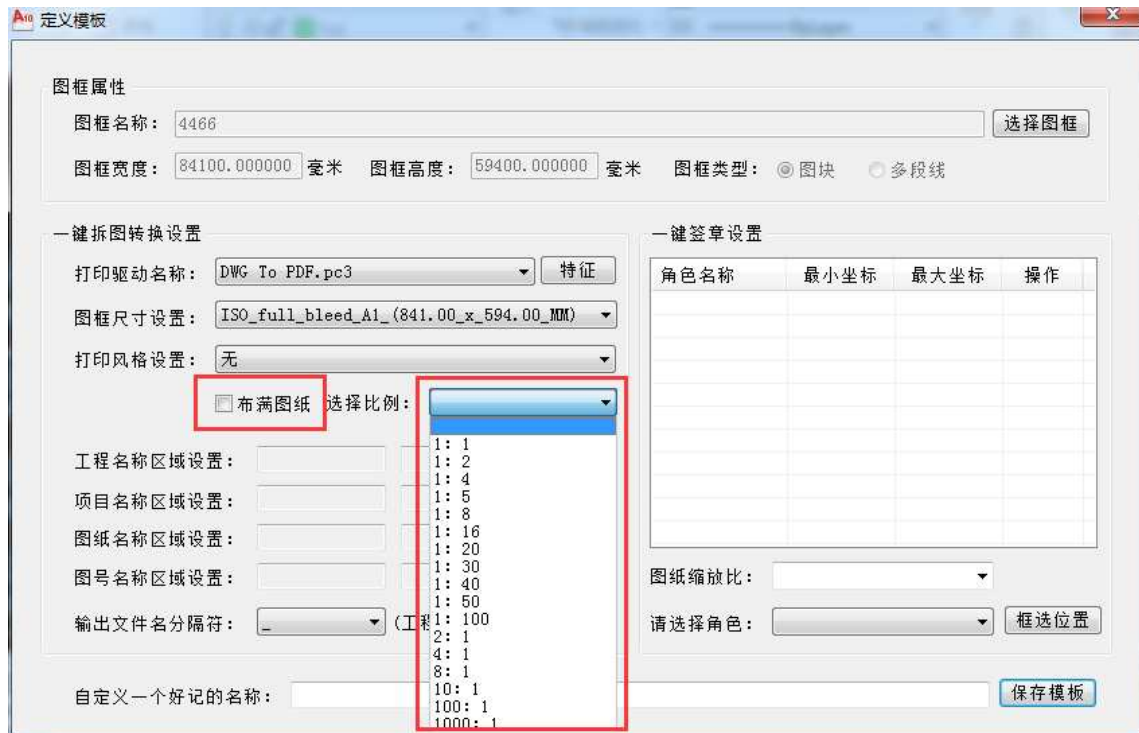 A10 定义模板
图框属性
图框名称: 4466 选择图框
图框宽度: 84100.000000 毫米 图框高度: 59400.000000 毫米 图框类型: 图块 多段线
一键拆图转换设置
打印驱动名称: DWG To PDF.pc3 特征
图框尺寸设置: ISO_full_bleed_A1_(841.00_x_594.00_MM)
打印风格设置: 无
布满图纸 选择比例:
1: 1
1: 2
1: 4
1: 5
1: 8
1: 16
1: 20
1: 30
1: 40
1: 50
1: 100
2: 1
4: 1
8: 1
10: 1
100: 1
1000: 1
工程名称区域设置:
项目名称区域设置:
图纸名称区域设置:
图号名称区域设置:
输出文件名分隔符: _ (工程
一键签章设置
角色名称 最小坐标 最大坐标 操作
图纸缩放比:
请选择角色: 框选位置
自定义一个好记的名称: 保存模板